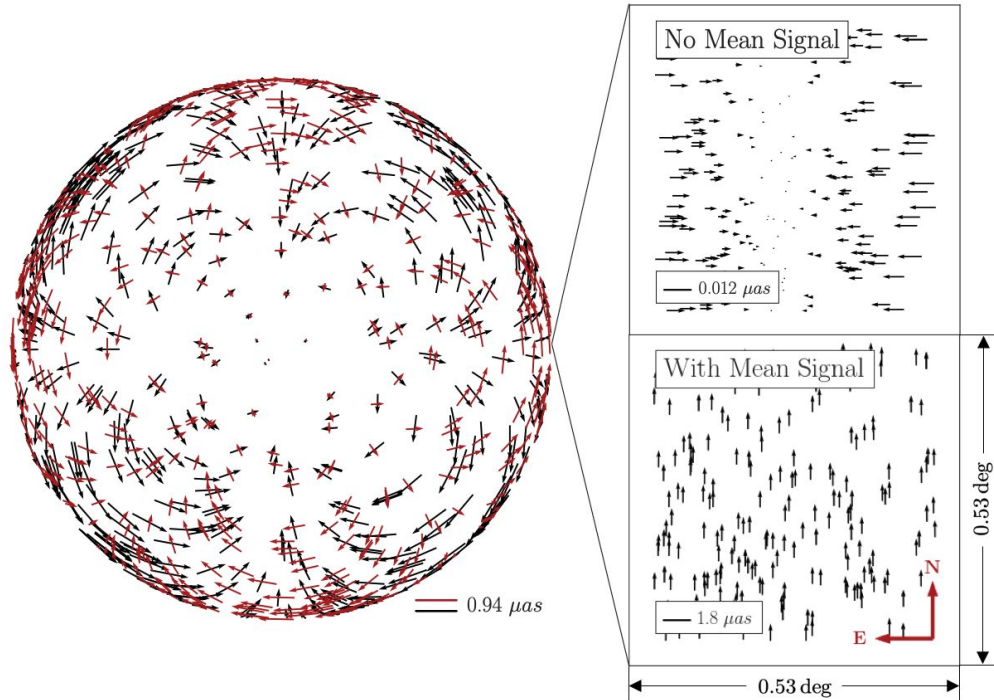 No Mean Signal
0.012 μas
With Mean Signal
1.8 μas
N
E
0.94 μas
0.53 deg
0.53 deg